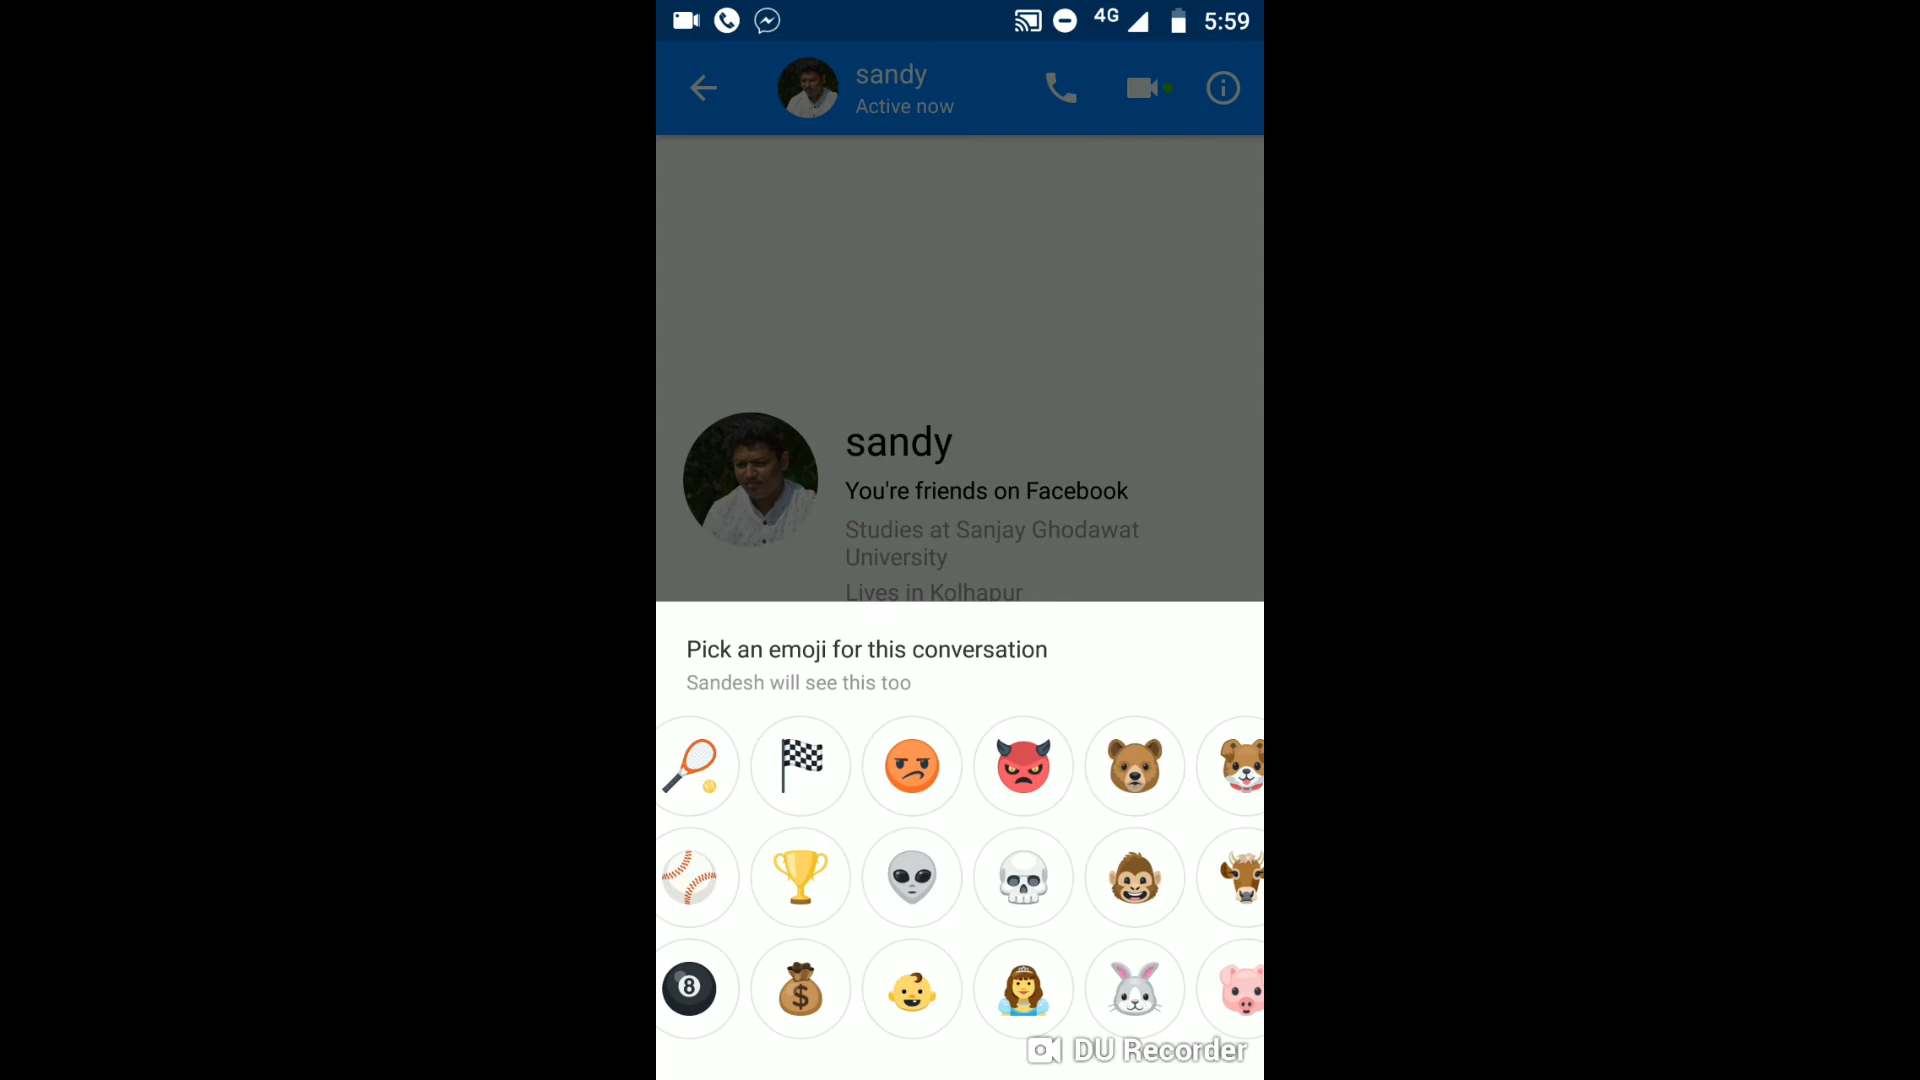 4G 5:59
sandy
Active now
sandy
You're friends on Facebook
Studies at Sanjay Ghodawat
University
Lives in Kolhapur
Pick an emoji for this conversation
Sandesh will see this too
8
$
DU Recorder